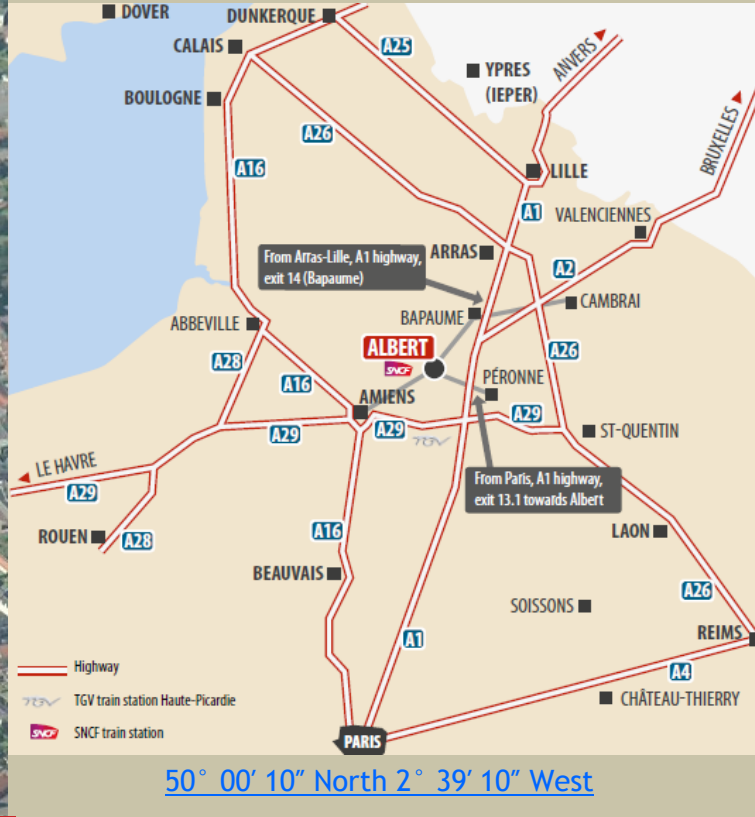 DOVER
DUNKERQUE
CALAIS
A25
ANVERS
YPRES
(IEPER)
BOULOGNE
BRUXELLES
A26
A16
LILLE
A1
VALENCIENNES
From Arras-Lille, A1 highway,
exit 14 (Bapaume)
ARRAS
A2
CAMBRAI
BAPAUME
ABBEVILLE
ALBERT
SNCF
A26
A28
A16
PÉRONNE
AMIENS
A29
A29
A29
TGV
ST-QUENTIN
LE HAVRE
A29
From Paris, A1 highway,
exit 13.1 towards Albert
ROUEN
A28
A16
LAON
BEAUVAIS
A26
SOISSONS
A1
REIMS
Highway
A4
TGV TGV train station Haute-Picardie
CHÂTEAU-THIERRY
SNCF SNCF train station
PARIS
50° 00′ 10″ North 2° 39′ 10″ West